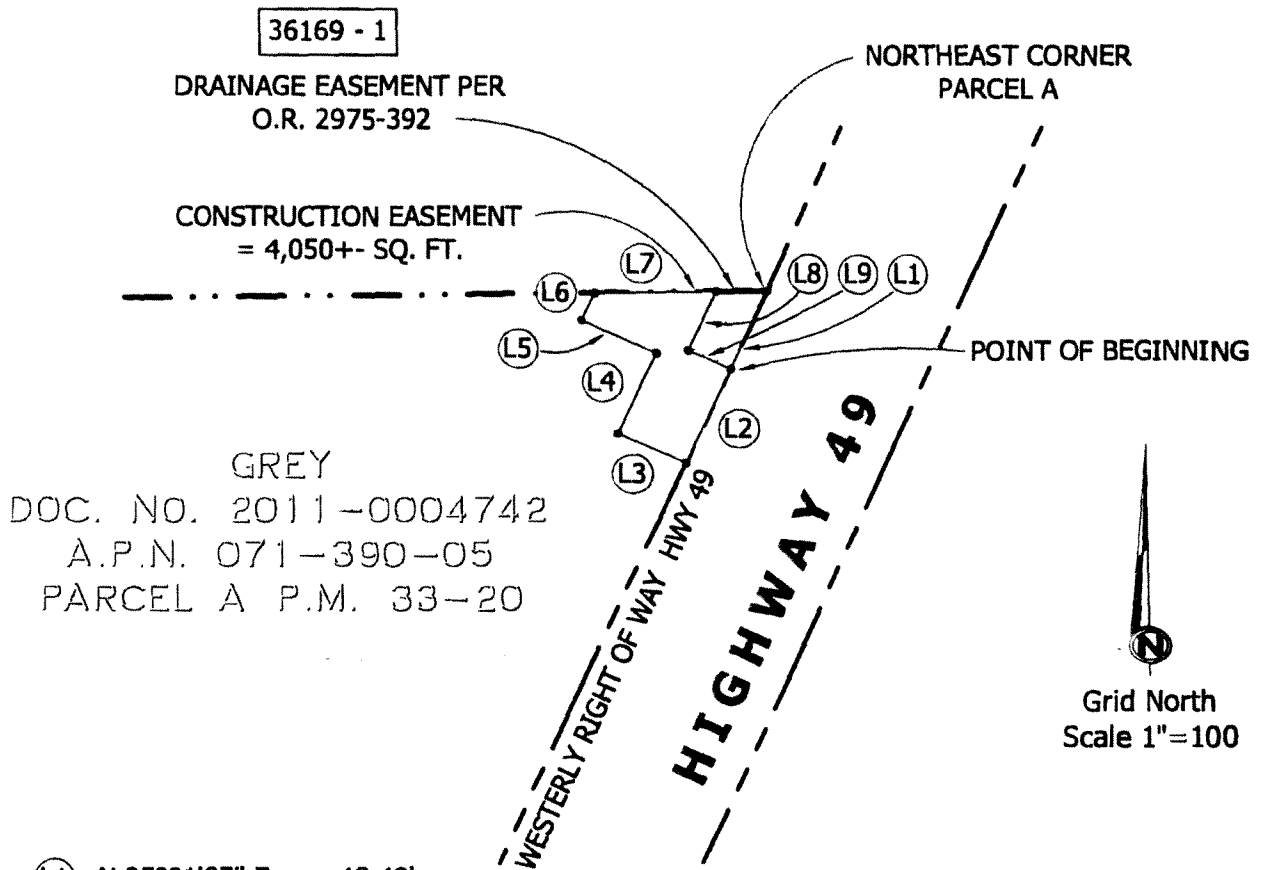 36169 - 1
DRAINAGE EASEMENT PER
O.R. 2975-392
NORTHEAST CORNER
PARCEL A
CONSTRUCTION EASEMENT
= 4,050+- SQ. FT.
L7
L8
L9
L1
L6
L5
POINT OF BEGINNING
L4
L2
L3
HIGHWAY 49
WESTERLY RIGHT OF WAY HWY 49
GREY
DOC. NO. 2011-0004742
A.P.N. 071-390-05
PARCEL A P.M. 33-20
N
Grid North
Scale 1"=100